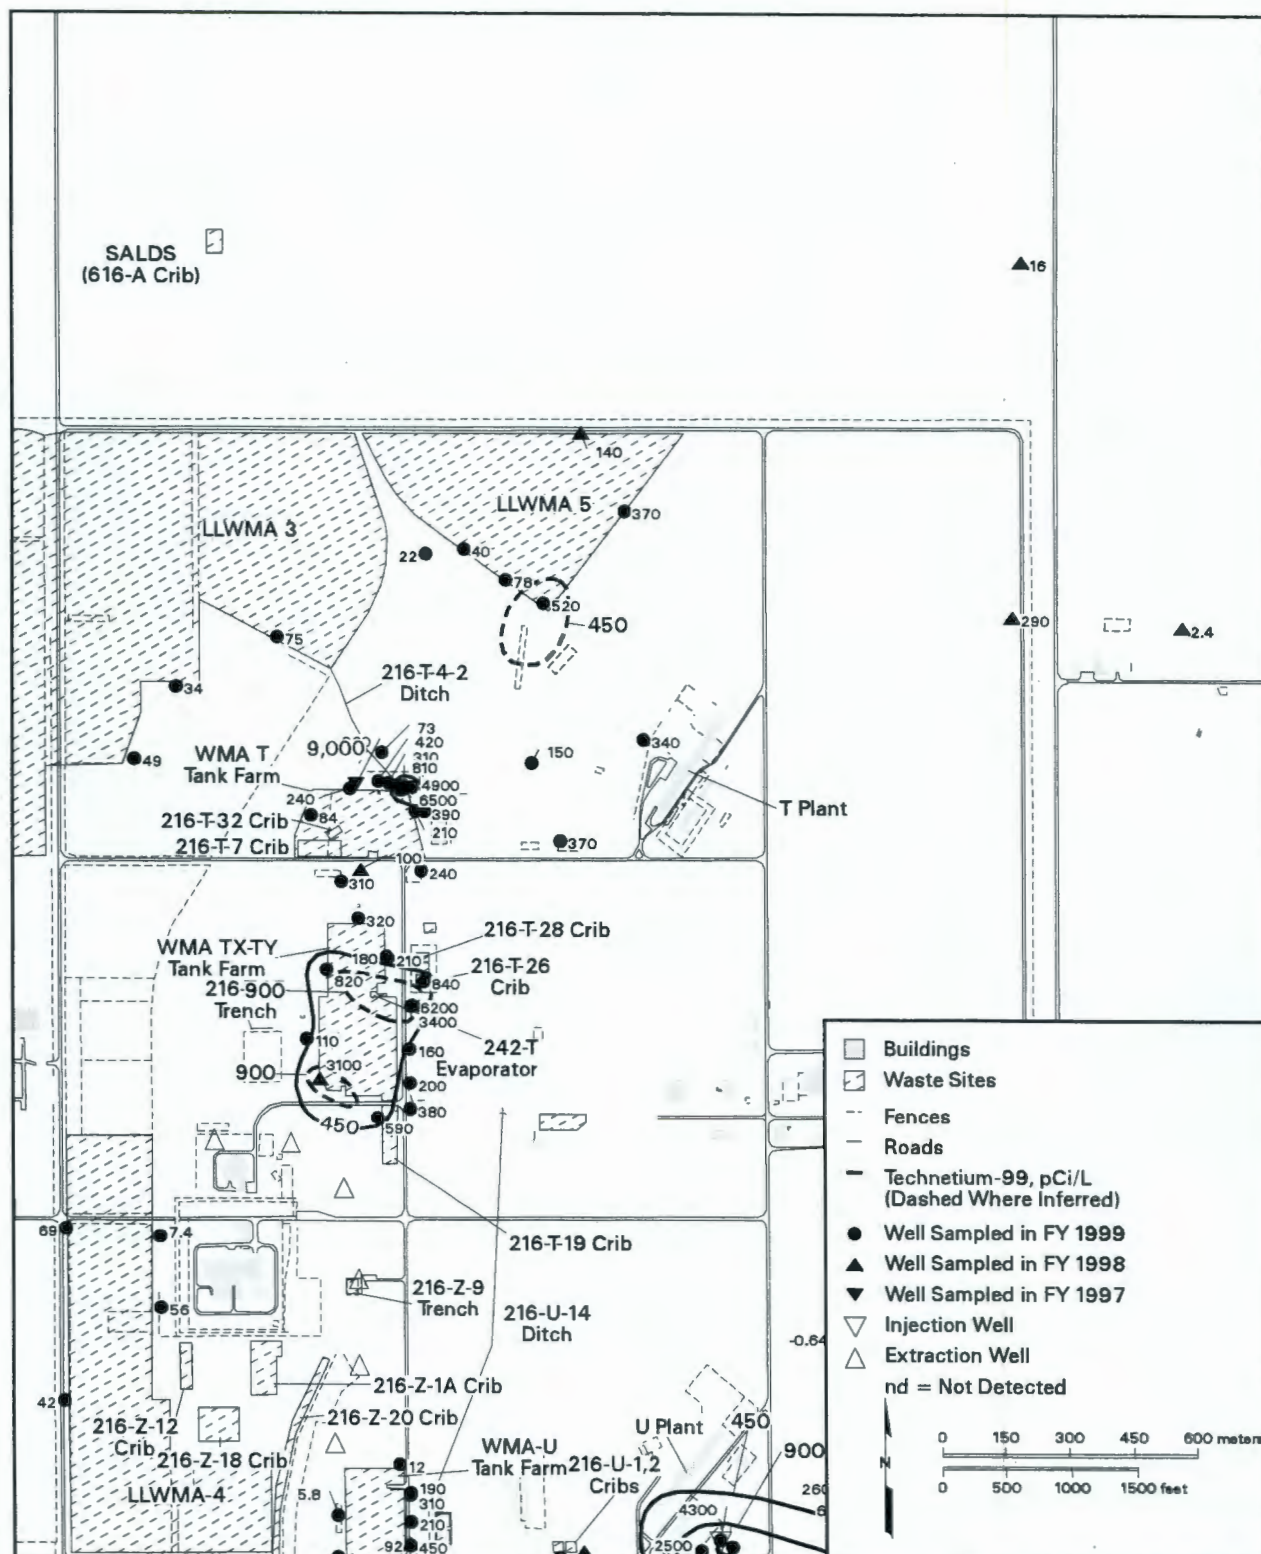 SALDS
(616-A Crib)
16
140
LLWMA 5
LLWMA 3
370
22
40
78
520
450
290
2.4
75
34
216-T-4-2
Ditch
73
420
310
810
9,000
WMA T
Tank Farm
49
150
340
4900
6500
390
210
240
84
T Plant
216-T-32 Crib
216-T-7 Crib
370
100
310
240
320
216-T-28 Crib
WMA TX-TY
Tank Farm
180
210
820
840
216-T-26
Crib
900
Trench
6200
3400
110
160
242-T
Evaporator
900
3100
200
380
450
590
Buildings
Waste Sites
Fences
Roads
Technetium-99, pCi/L
(Dashed Where Inferred)
Well Sampled in FY 1999
Well Sampled in FY 1998
Well Sampled in FY 1997
Injection Well
Extraction Well
nd = Not Detected
69
7.4
216-T-19 Crib
56
216-Z-9
Trench
216-U-14
Ditch
-0.64
42
216-Z-1A Crib
216-Z-12
Crib
216-Z-20 Crib
216-Z-18 Crib
LLWMA-4
U Plant
450
900
WMA-U
Tank Farm
216-U-1,2
Cribs
12
190
310
5.8
210
92
450
260
6
4300
2500
N
0 150 300 450 600 meters
0 500 1000 1500 feet